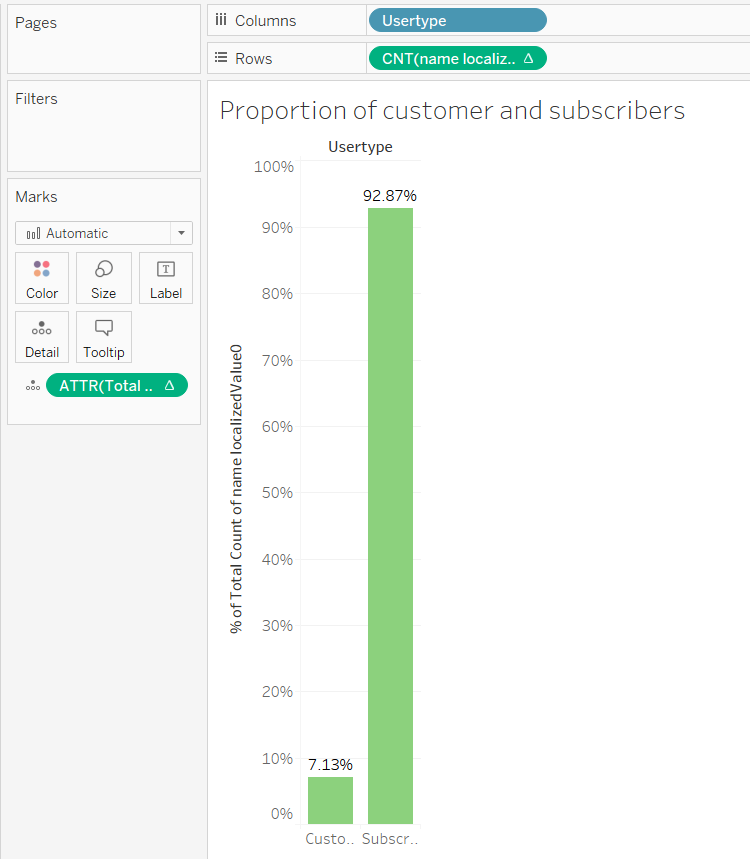 Pages
Columns
Usertype
Rows
CNT(name localiz.. Δ
Filters
Marks
Automatic
Color
Size
Label
Detail
Tooltip
ATTR(Total .. Δ
Proportion of customer and subscribers
Usertype
% of Total Count of name localizedValue0
100%
90%
80%
70%
60%
50%
40%
30%
20%
10%
0%
92.87%
7.13%
Custo.. Subscr..